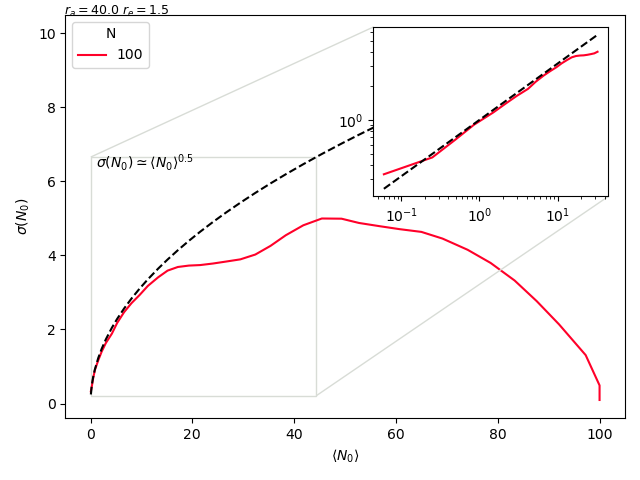 r_a = 40.0 r_e = 1.5
N
100
σ(N_0) ≃ ⟨N_0⟩^0.5
10
8
6
4
2
0
σ(N_0)
0 20 40 60 80 100
⟨N_0⟩
10^0
10^−1 10^0 10^1